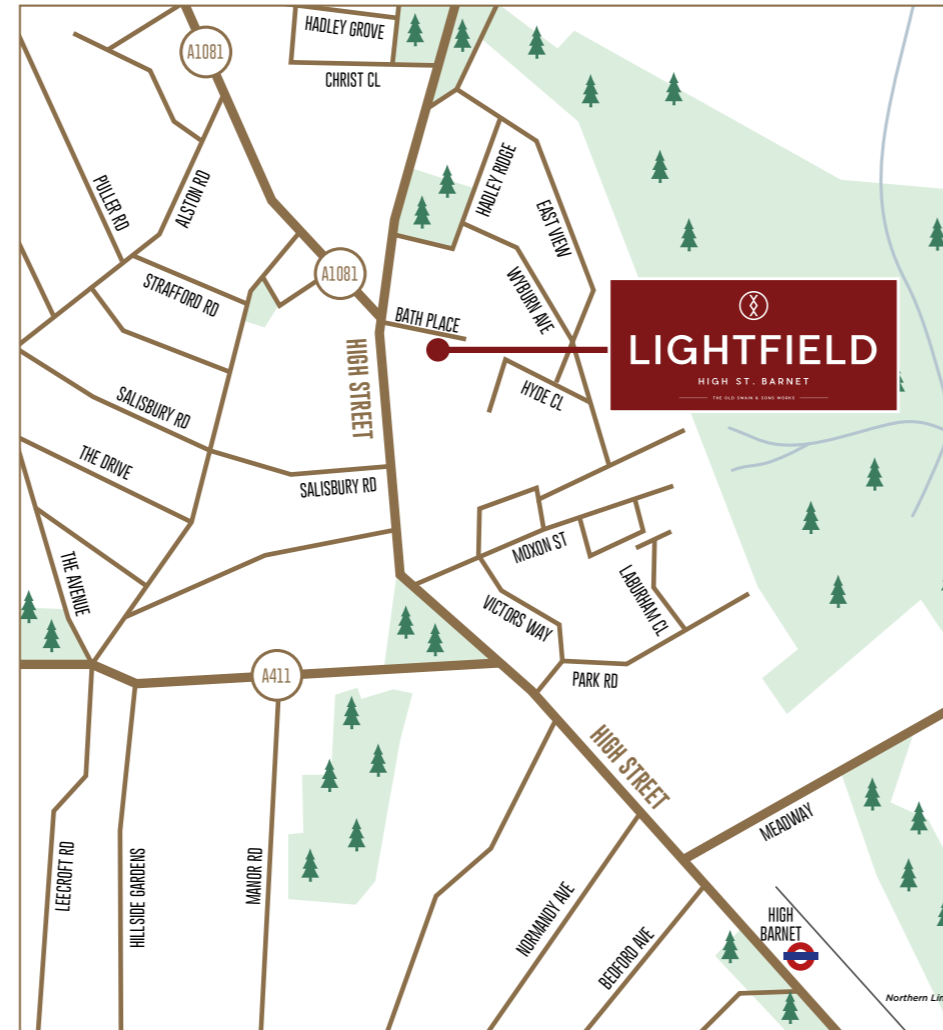 HADLEY GROVE
A1081
CHRIST CL
HADLEY RIDGE
PULLER RD
ALSTON RD
EAST VIEW
STRAFFORD RD
A1081
WYBURN AVE
BATH PLACE
LIGHTFIELD
HIGH ST. BARNET
THE OLD SWAIN & SONS WORKS
HIGH STREET
HYDE CL
SALISBURY RD
THE DRIVE
SALISBURY RD
MOXON ST
THE AVENUE
VICTORS WAY
LABURHAM CL
A411
PARK RD
HIGH STREET
MEADWAY
LEECROFT RD
HILLSIDE GARDENS
MANOR RD
NORMANDY AVE
BEDFORD AVE
HIGH
BARNET
Northern Lin